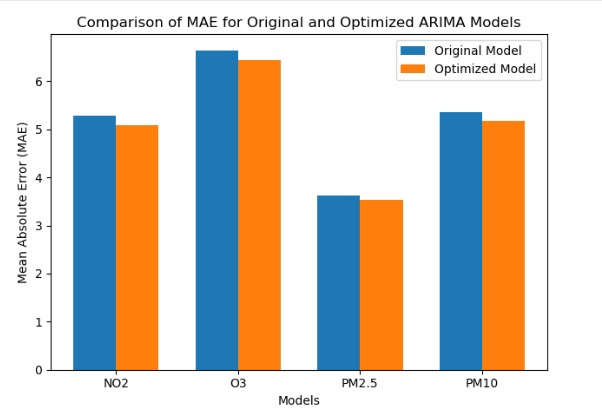 Comparison of MAE for Original and Optimized ARIMA Models
Original Model
Optimized Model
Mean Absolute Error (MAE)
6
5
4
3
2
1
0
NO2 O3 PM2.5 PM10
Models